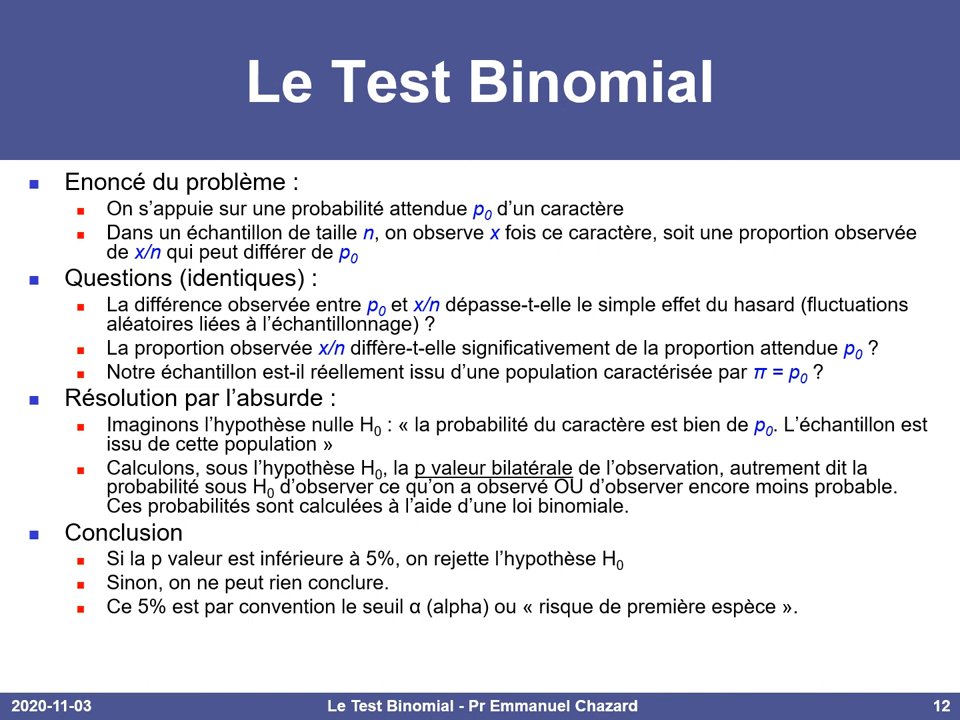 Le Test Binomial
Enoncé du problème :
On s’appuie sur une probabilité attendue p0 d’un caractère
Dans un échantillon de taille n, on observe x fois ce caractère, soit une proportion observée
de x/n qui peut différer de p0
Questions (identiques) :
La différence observée entre p0 et x/n dépasse-t-elle le simple effet du hasard (fluctuations
aléatoires liées à l’échantillonnage) ?
La proportion observée x/n diffère-t-elle significativement de la proportion attendue p0 ?
Notre échantillon est-il réellement issu d’une population caractérisée par π = p0 ?
Résolution par l’absurde :
Imaginons l’hypothèse nulle H0 : « la probabilité du caractère est bien de p0. L’échantillon est
issu de cette population »
Calculons, sous l’hypothèse H0, la p valeur bilatérale de l’observation, autrement dit la
probabilité sous H0 d’observer ce qu’on a observé OU d’observer encore moins probable.
Ces probabilités sont calculées à l’aide d’une loi binomiale.
Conclusion
Si la p valeur est inférieure à 5%, on rejette l’hypothèse H0
Sinon, on ne peut rien conclure.
Ce 5% est par convention le seuil α (alpha) ou « risque de première espèce ».
2020-11-03
Le Test Binomial - Pr Emmanuel Chazard
12